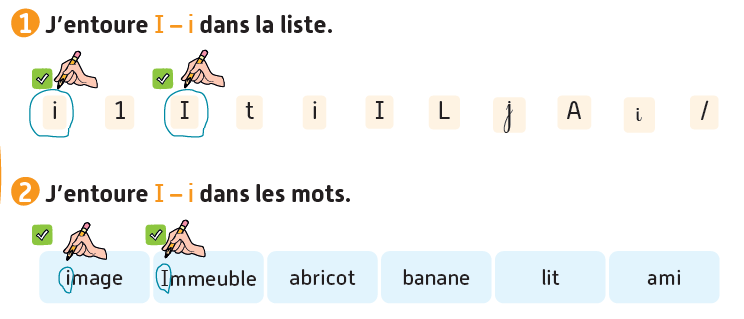 1 J'entoure I – i dans la liste.
i 1 I t i I L j A i /
2 J'entoure I – i dans les mots.
image Immeuble abricot banane lit ami